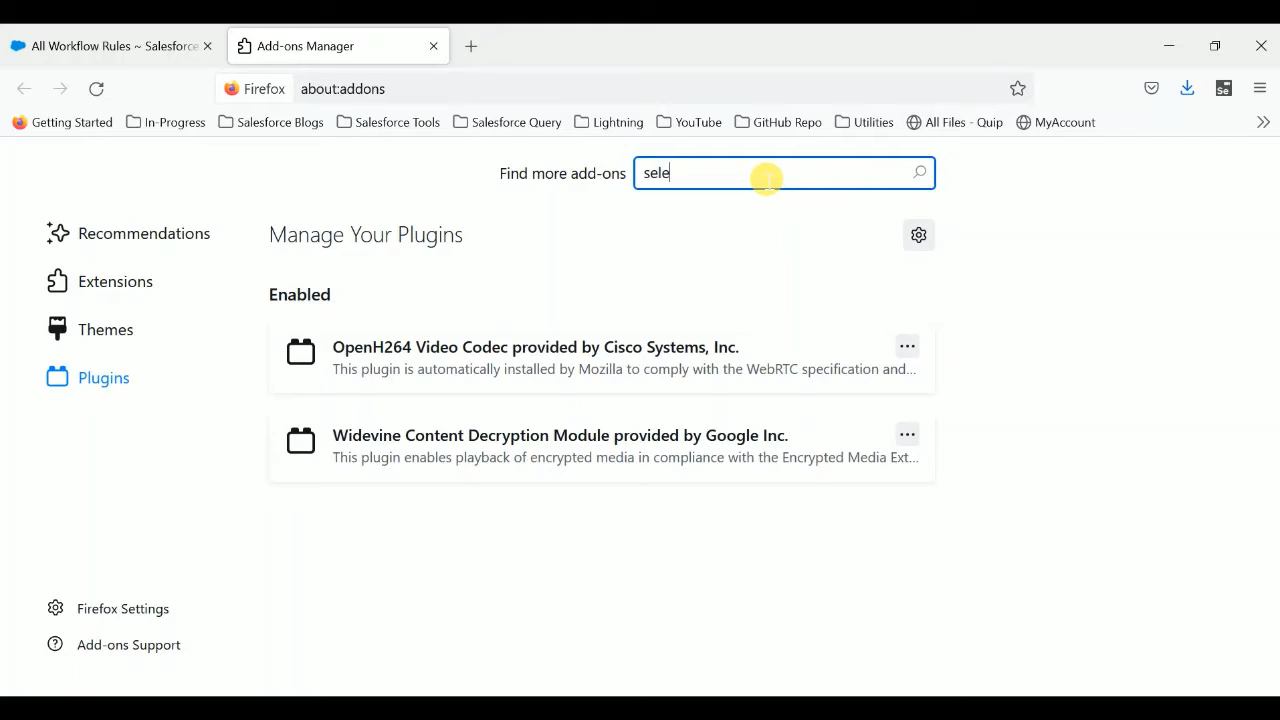 All Workflow Rules ~ Salesforce
Add-ons Manager
Firefox
about:addons
Se
Getting Started
In-Progress
Salesforce Blogs
Salesforce Tools
Salesforce Query
Lightning
YouTube
GitHub Repo
Utilities
All Files - Quip
MyAccount
Find more add-ons
sele
Recommendations
Extensions
Themes
Plugins
Manage Your Plugins
Enabled
OpenH264 Video Codec provided by Cisco Systems, Inc.
This plugin is automatically installed by Mozilla to comply with the WebRTC specification and...
Widevine Content Decryption Module provided by Google Inc.
This plugin enables playback of encrypted media in compliance with the Encrypted Media Ext...
Firefox Settings
Add-ons Support